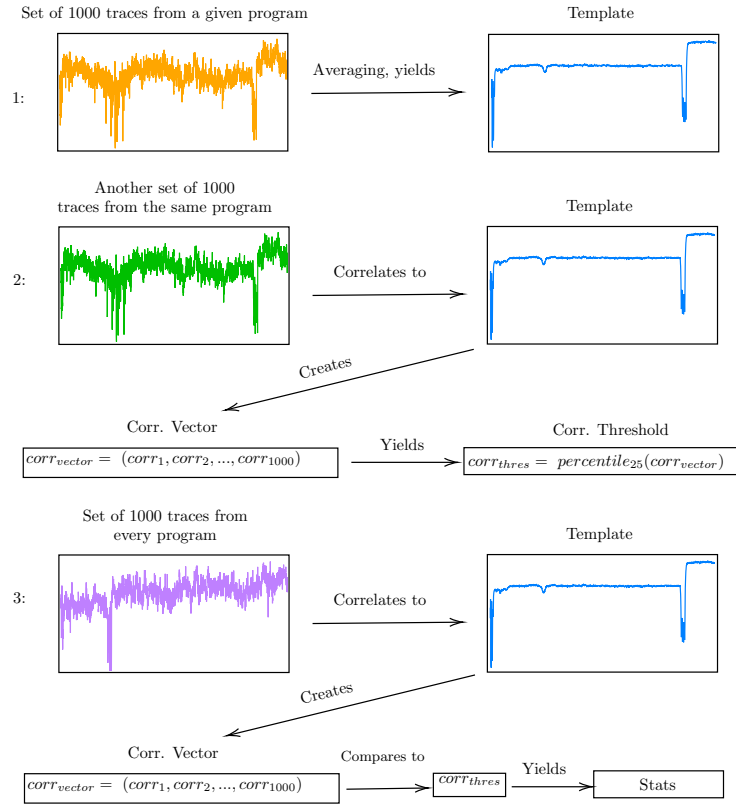 Set of 1000 traces from a given program
Template
1:
Averaging, yields
Another set of 1000
traces from the same program
Template
2:
Correlates to
Creates
Corr. Vector
Corr. Threshold
corr_vector = (corr_1, corr_2, ..., corr_1000)
Yields
corr_thres = percentile_25(corr_vector)
Set of 1000 traces from
every program
Template
3:
Correlates to
Creates
Corr. Vector
corr_vector = (corr_1, corr_2, ..., corr_1000)
Compares to
corr_thres
Yields
Stats